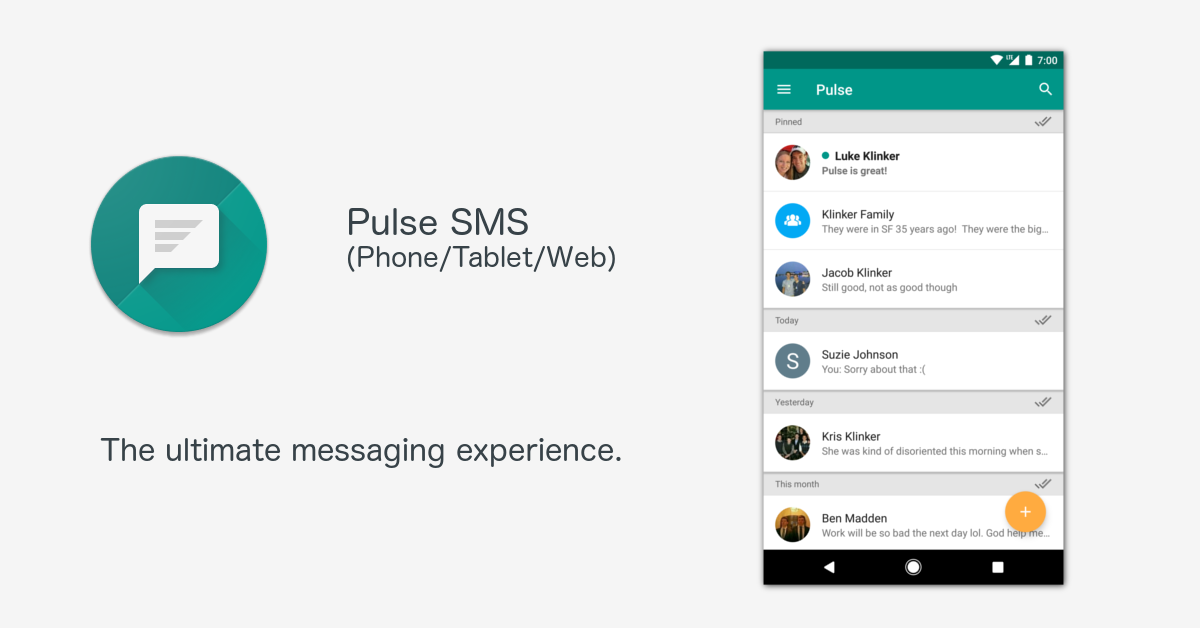 Pulse SMS
(Phone/Tablet/Web)
The ultimate messaging experience.
LTE 7:00
Pulse
Pinned
Luke Klinker
Pulse is great!
Klinker Family
They were in SF 35 years ago! They were the big...
Jacob Klinker
Still good, not as good though
Today
S
Suzie Johnson
You: Sorry about that :(
Yesterday
Kris Klinker
She was kind of disoriented this morning when s...
This month
Ben Madden
Work will be so bad the next day lol. God help me...